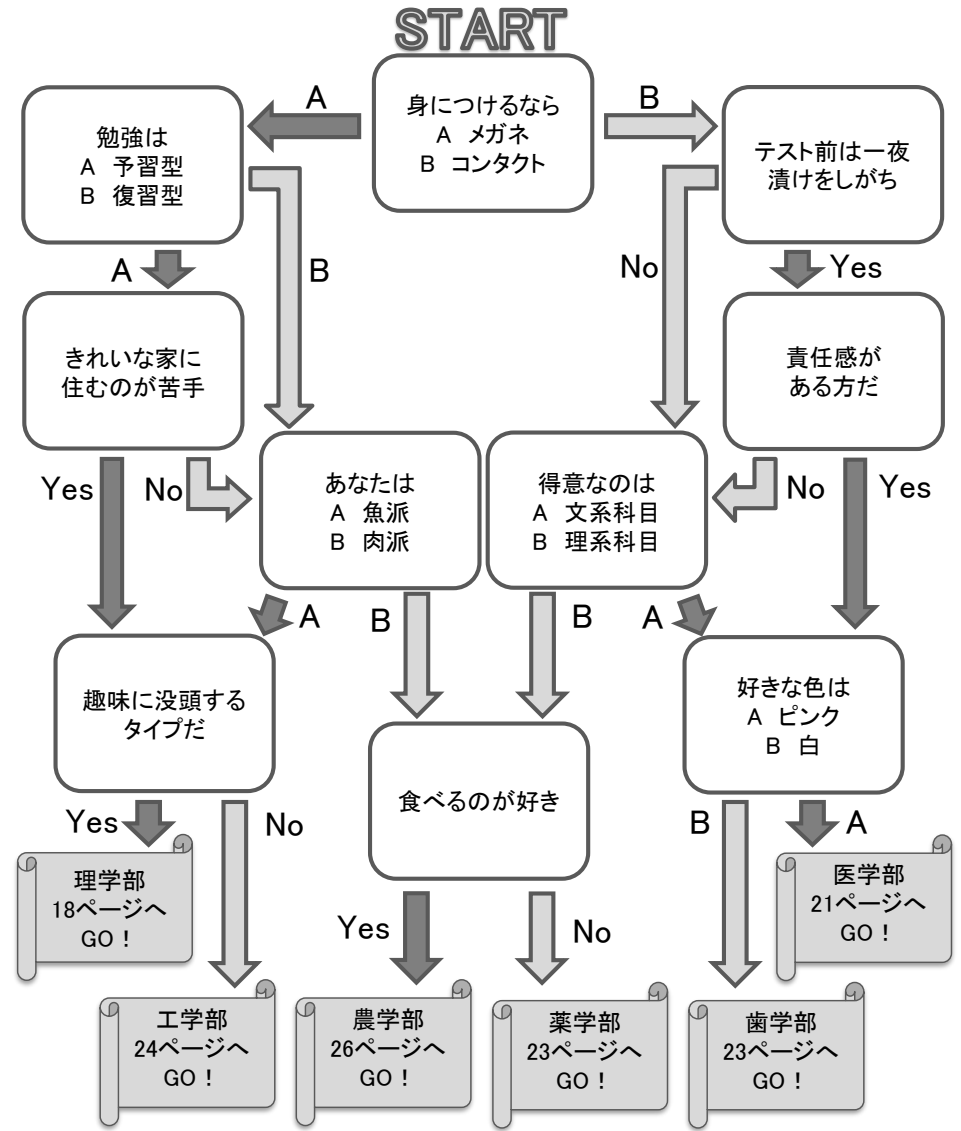 START
身につけるなら
A メガネ
B コンタクト
A
B
勉強は
A 予習型
B 復習型
テスト前は一夜
漬けをしがち
A
B
No
Yes
きれいな家に
住むのが苦手
責任感が
ある方だ
Yes
No
No
Yes
あなたは
A 魚派
B 肉派
得意なのは
A 文系科目
B 理系科目
A
B
B
A
趣味に没頭する
タイプだ
好きな色は
A ピンク
B 白
食べるのが好き
Yes
No
B
A
理学部
18ページへ
GO！
医学部
21ページへ
GO！
Yes
No
工学部
24ページへ
GO！
農学部
26ページへ
GO！
薬学部
23ページへ
GO！
歯学部
23ページへ
GO！